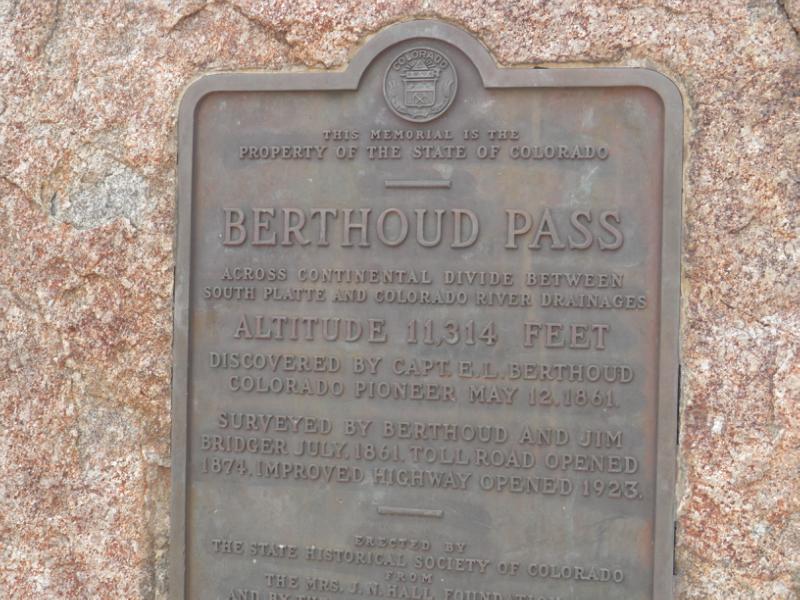 COLORADO
THIS MEMORIAL IS THE
PROPERTY OF THE STATE OF COLORADO
BERTHOUD PASS
ACROSS CONTINENTAL DIVIDE BETWEEN
SOUTH PLATTE AND COLORADO RIVER DRAINAGES
ALTITUDE 11,314 FEET
DISCOVERED BY CAPT. E. L. BERTHOUD
COLORADO PIONEER MAY 12, 1861.
SURVEYED BY BERTHOUD AND JIM
BRIDGER JULY, 1861. TOLL ROAD OPENED
1874. IMPROVED HIGHWAY OPENED 1923.
ERECTED BY
THE STATE HISTORICAL SOCIETY OF COLORADO
FROM
THE MRS. J. N. HALL FOUNDATION
AND BY